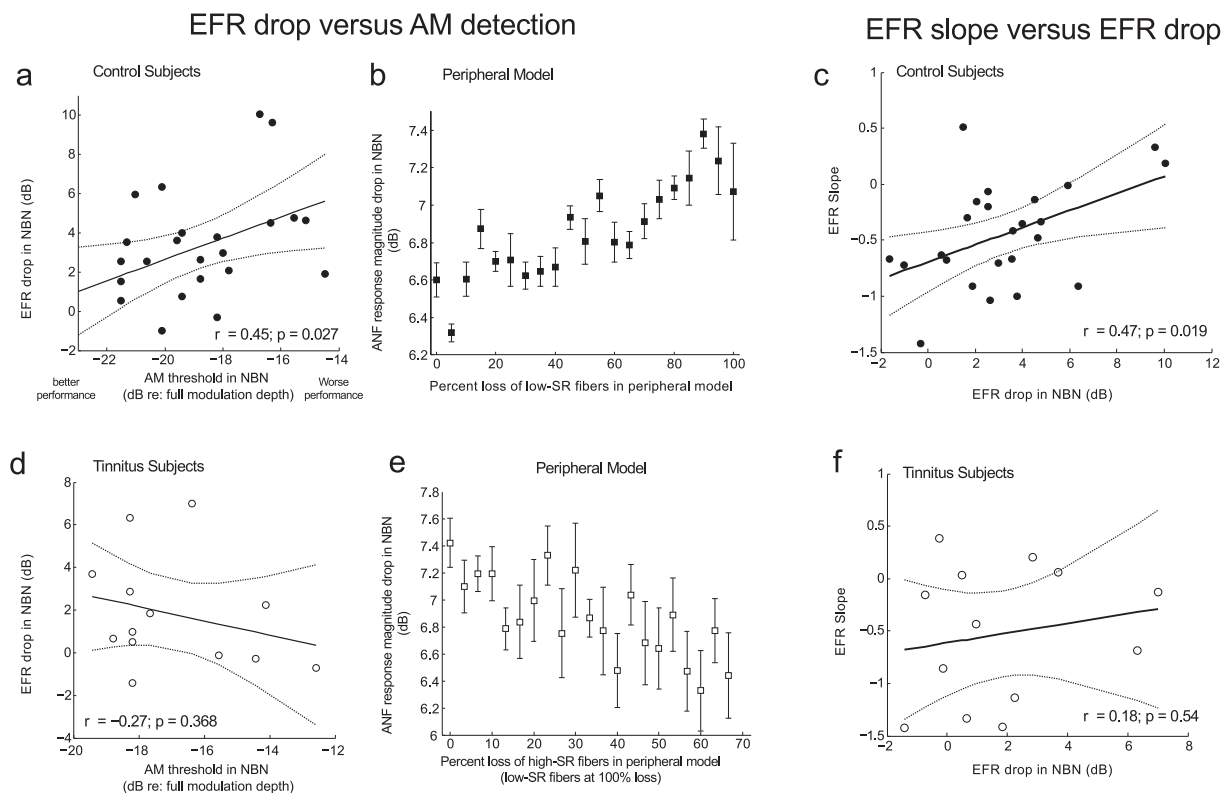 EFR drop versus AM detection
EFR slope versus EFR drop
a
Control Subjects
EFR drop in NBN (dB)
10
8
6
4
2
0
−2
−22
−20
−18
−16
−14
r = 0.45; p = 0.027
better
performance
AM threshold in NBN
(dB re: full modulation depth)
Worse
performance
b
Peripheral Model
ANF response magnitude drop in NBN
(dB)
7.4
7.2
7
6.8
6.6
6.4
6.2
0
20
40
60
80
100
Percent loss of low-SR fibers in peripheral model
c
Control Subjects
EFR Slope
1
0.5
0
−0.5
−1
−1.5
−2
0
2
4
6
8
10
12
r = 0.47; p = 0.019
EFR drop in NBN (dB)
d
Tinnitus Subjects
EFR drop in NBN (dB)
8
6
4
2
0
−2
−4
−20
−18
−16
−14
−12
r = −0.27; p = 0.368
AM threshold in NBN
(dB re: full modulation depth)
e
Peripheral Model
ANF response magnitude drop in NBN
(dB)
7.8
7.6
7.4
7.2
7
6.8
6.6
6.4
6.2
6
0
10
20
30
40
50
60
70
Percent loss of high-SR fibers in peripheral model
(low-SR fibers at 100% loss)
f
Tinnitus Subjects
EFR Slope
1
0.5
0
−0.5
−1
−1.5
−2
0
2
4
6
8
r = 0.18; p = 0.54
EFR drop in NBN (dB)